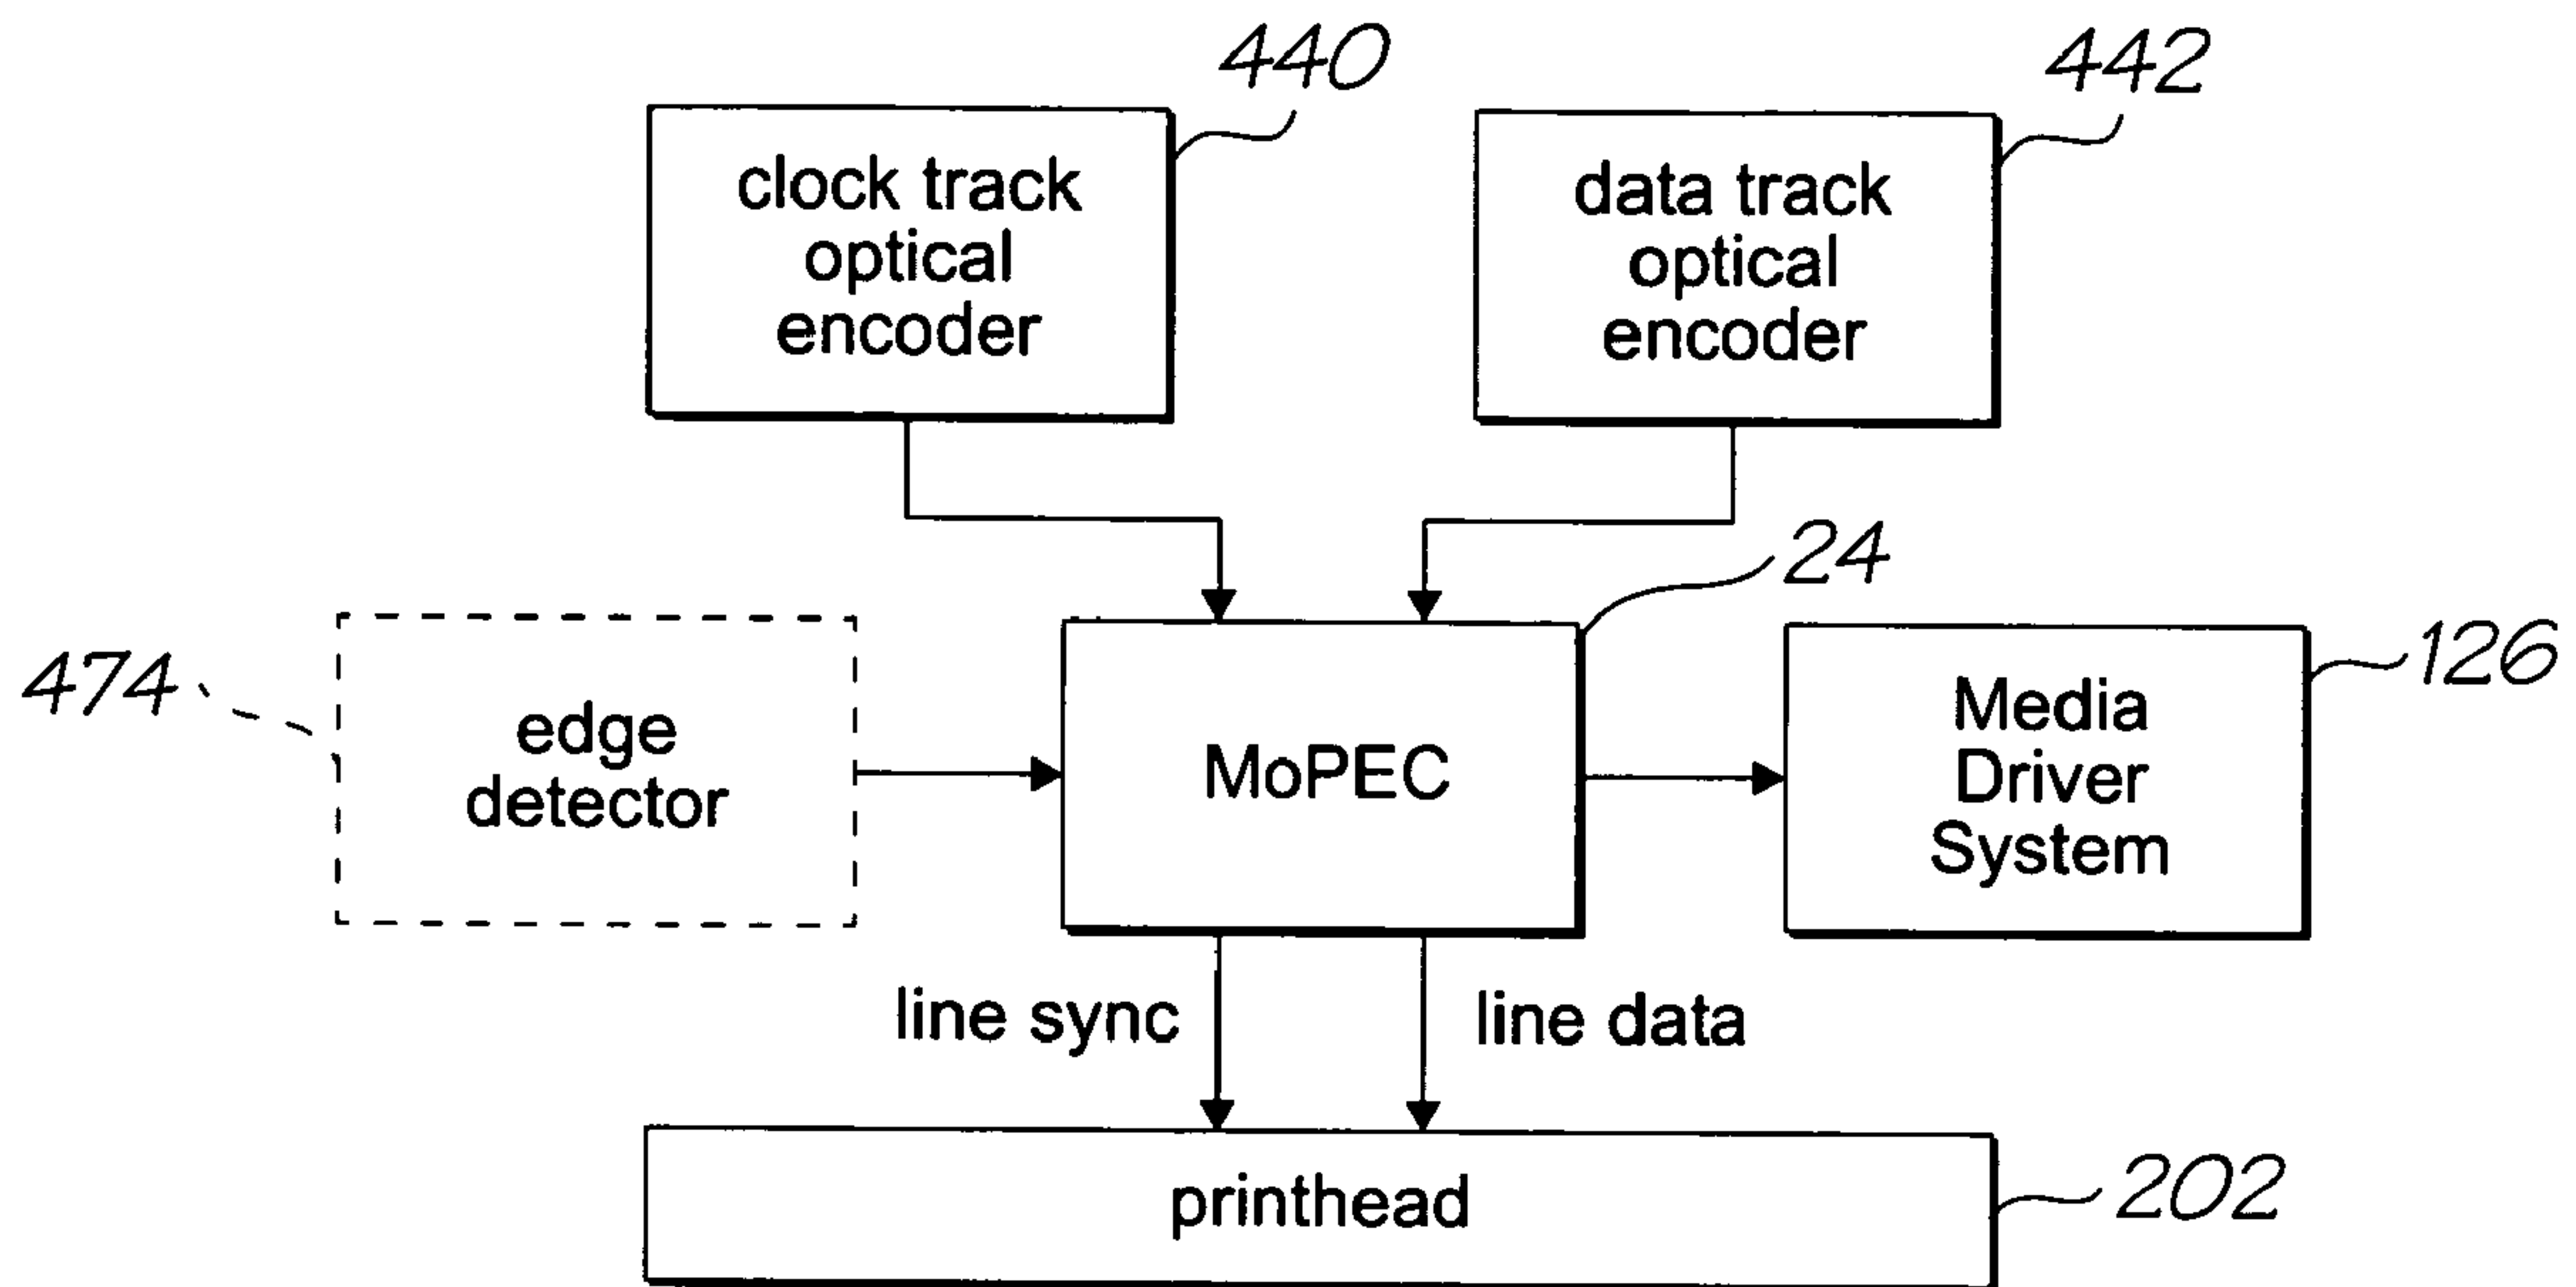 440
442
clock track
optical
encoder
data track
optical
encoder
24
474
edge
detector
MoPEC
126
Media
Driver
System
line sync
line data
printhead
202